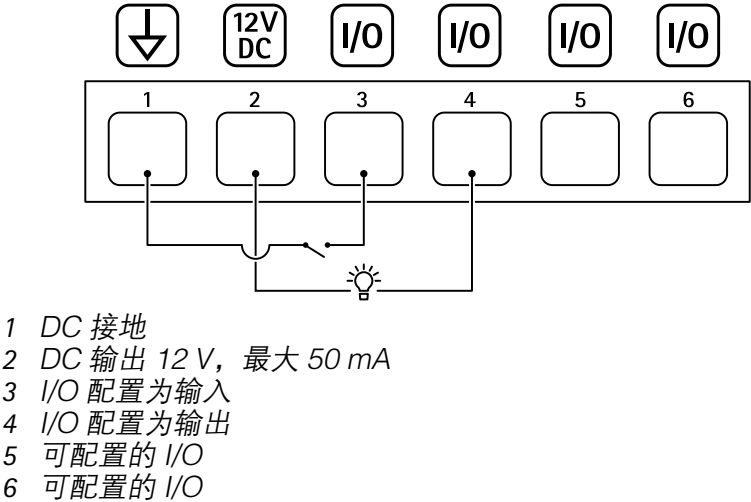 12V
DC
I/O
I/O
I/O
I/O
1
2
3
4
5
6
1 DC 接地
2 DC 输出 12 V，最大 50 mA
3 I/O 配置为输入
4 I/O 配置为输出
5 可配置的 I/O
6 可配置的 I/O